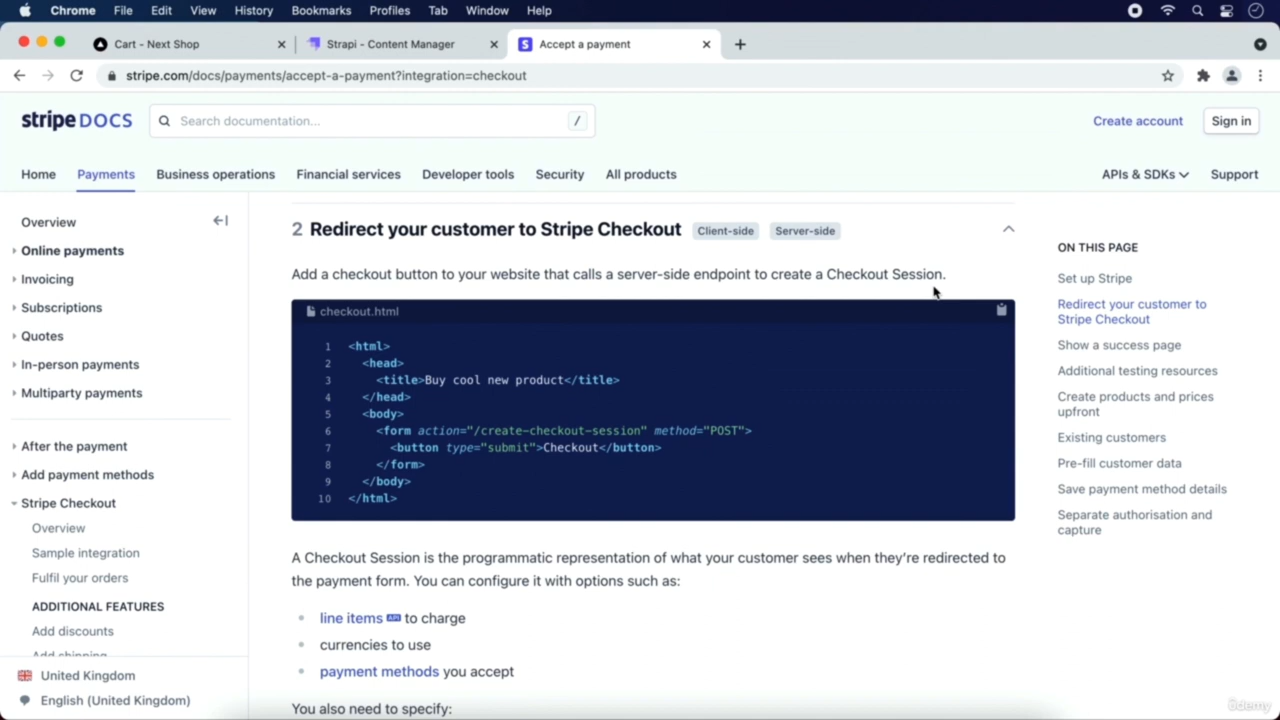 Chrome File Edit View History Bookmarks Profiles Tab Window Help
Cart - Next Shop
Strapi - Content Manager
Accept a payment
stripe.com/docs/payments/accept-a-payment?integration=checkout
stripe DOCS
Search documentation...
/
Create account
Sign in
Home Payments Business operations Financial services Developer tools Security All products
APIs & SDKs Support
Overview
Online payments
Invoicing
Subscriptions
Quotes
In-person payments
Multiparty payments
After the payment
Add payment methods
Stripe Checkout
Overview
Sample integration
Fulfil your orders
ADDITIONAL FEATURES
Add discounts
Add shipping
United Kingdom
English (United Kingdom)
2 Redirect your customer to Stripe Checkout Client-side Server-side
Add a checkout button to your website that calls a server-side endpoint to create a Checkout Session.
checkout.html
1 <html>
2 <head>
3 <title>Buy cool new product</title>
4 </head>
5 <body>
6 <form action="/create-checkout-session" method="POST">
7 <button type="submit">Checkout</button>
8 </form>
9 </body>
10 </html>
A Checkout Session is the programmatic representation of what your customer sees when they're redirected to
the payment form. You can configure it with options such as:
line items API to charge
currencies to use
payment methods you accept
You also need to specify:
ON THIS PAGE
Set up Stripe
Redirect your customer to
Stripe Checkout
Show a success page
Additional testing resources
Create products and prices
upfront
Existing customers
Pre-fill customer data
Save payment method details
Separate authorisation and
capture
ûdemy